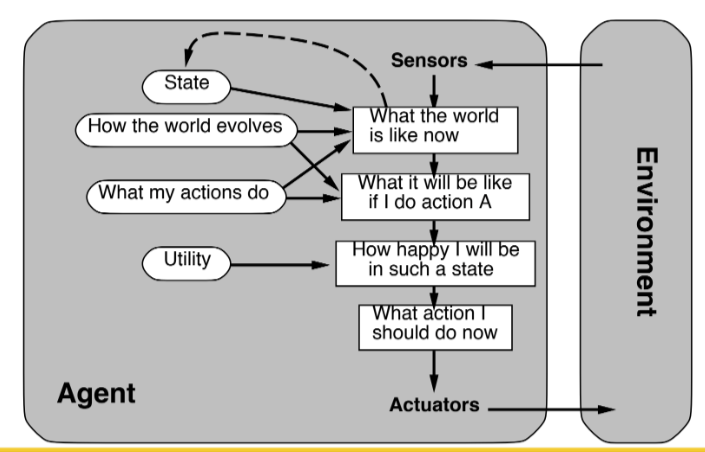 Sensors
State
What the world
is like now
How the world evolves
What my actions do
What it will be like
if I do action A
Utility
How happy I will be
in such a state
What action I
should do now
Agent
Actuators
Environment